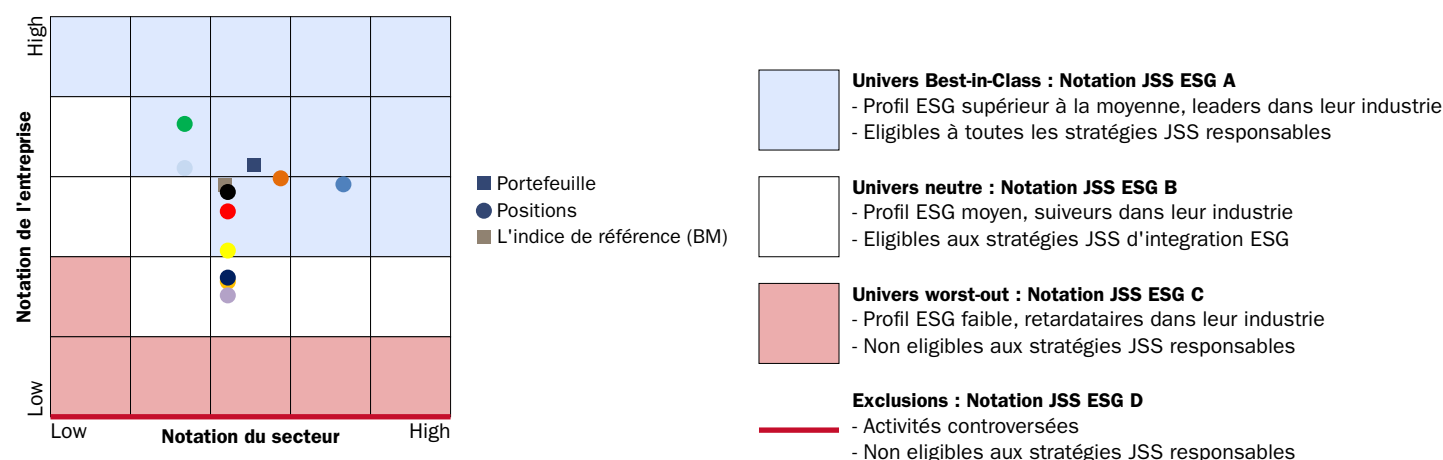 High
Notation de l'entreprise
Low
Low
Notation du secteur
High
Portefeuille
Positions
L'indice de référence (BM)
Univers Best-in-Class : Notation JSS ESG A
- Profil ESG supérieur à la moyenne, leaders dans leur industrie
- Eligibles à toutes les stratégies JSS responsables
Univers neutre : Notation JSS ESG B
- Profil ESG moyen, suiveurs dans leur industrie
- Eligibles aux stratégies JSS d'integration ESG
Univers worst-out : Notation JSS ESG C
- Profil ESG faible, retardataires dans leur industrie
- Non eligibles aux stratégies JSS responsables
Exclusions : Notation JSS ESG D
- Activités controversées
- Non eligibles aux stratégies JSS responsables